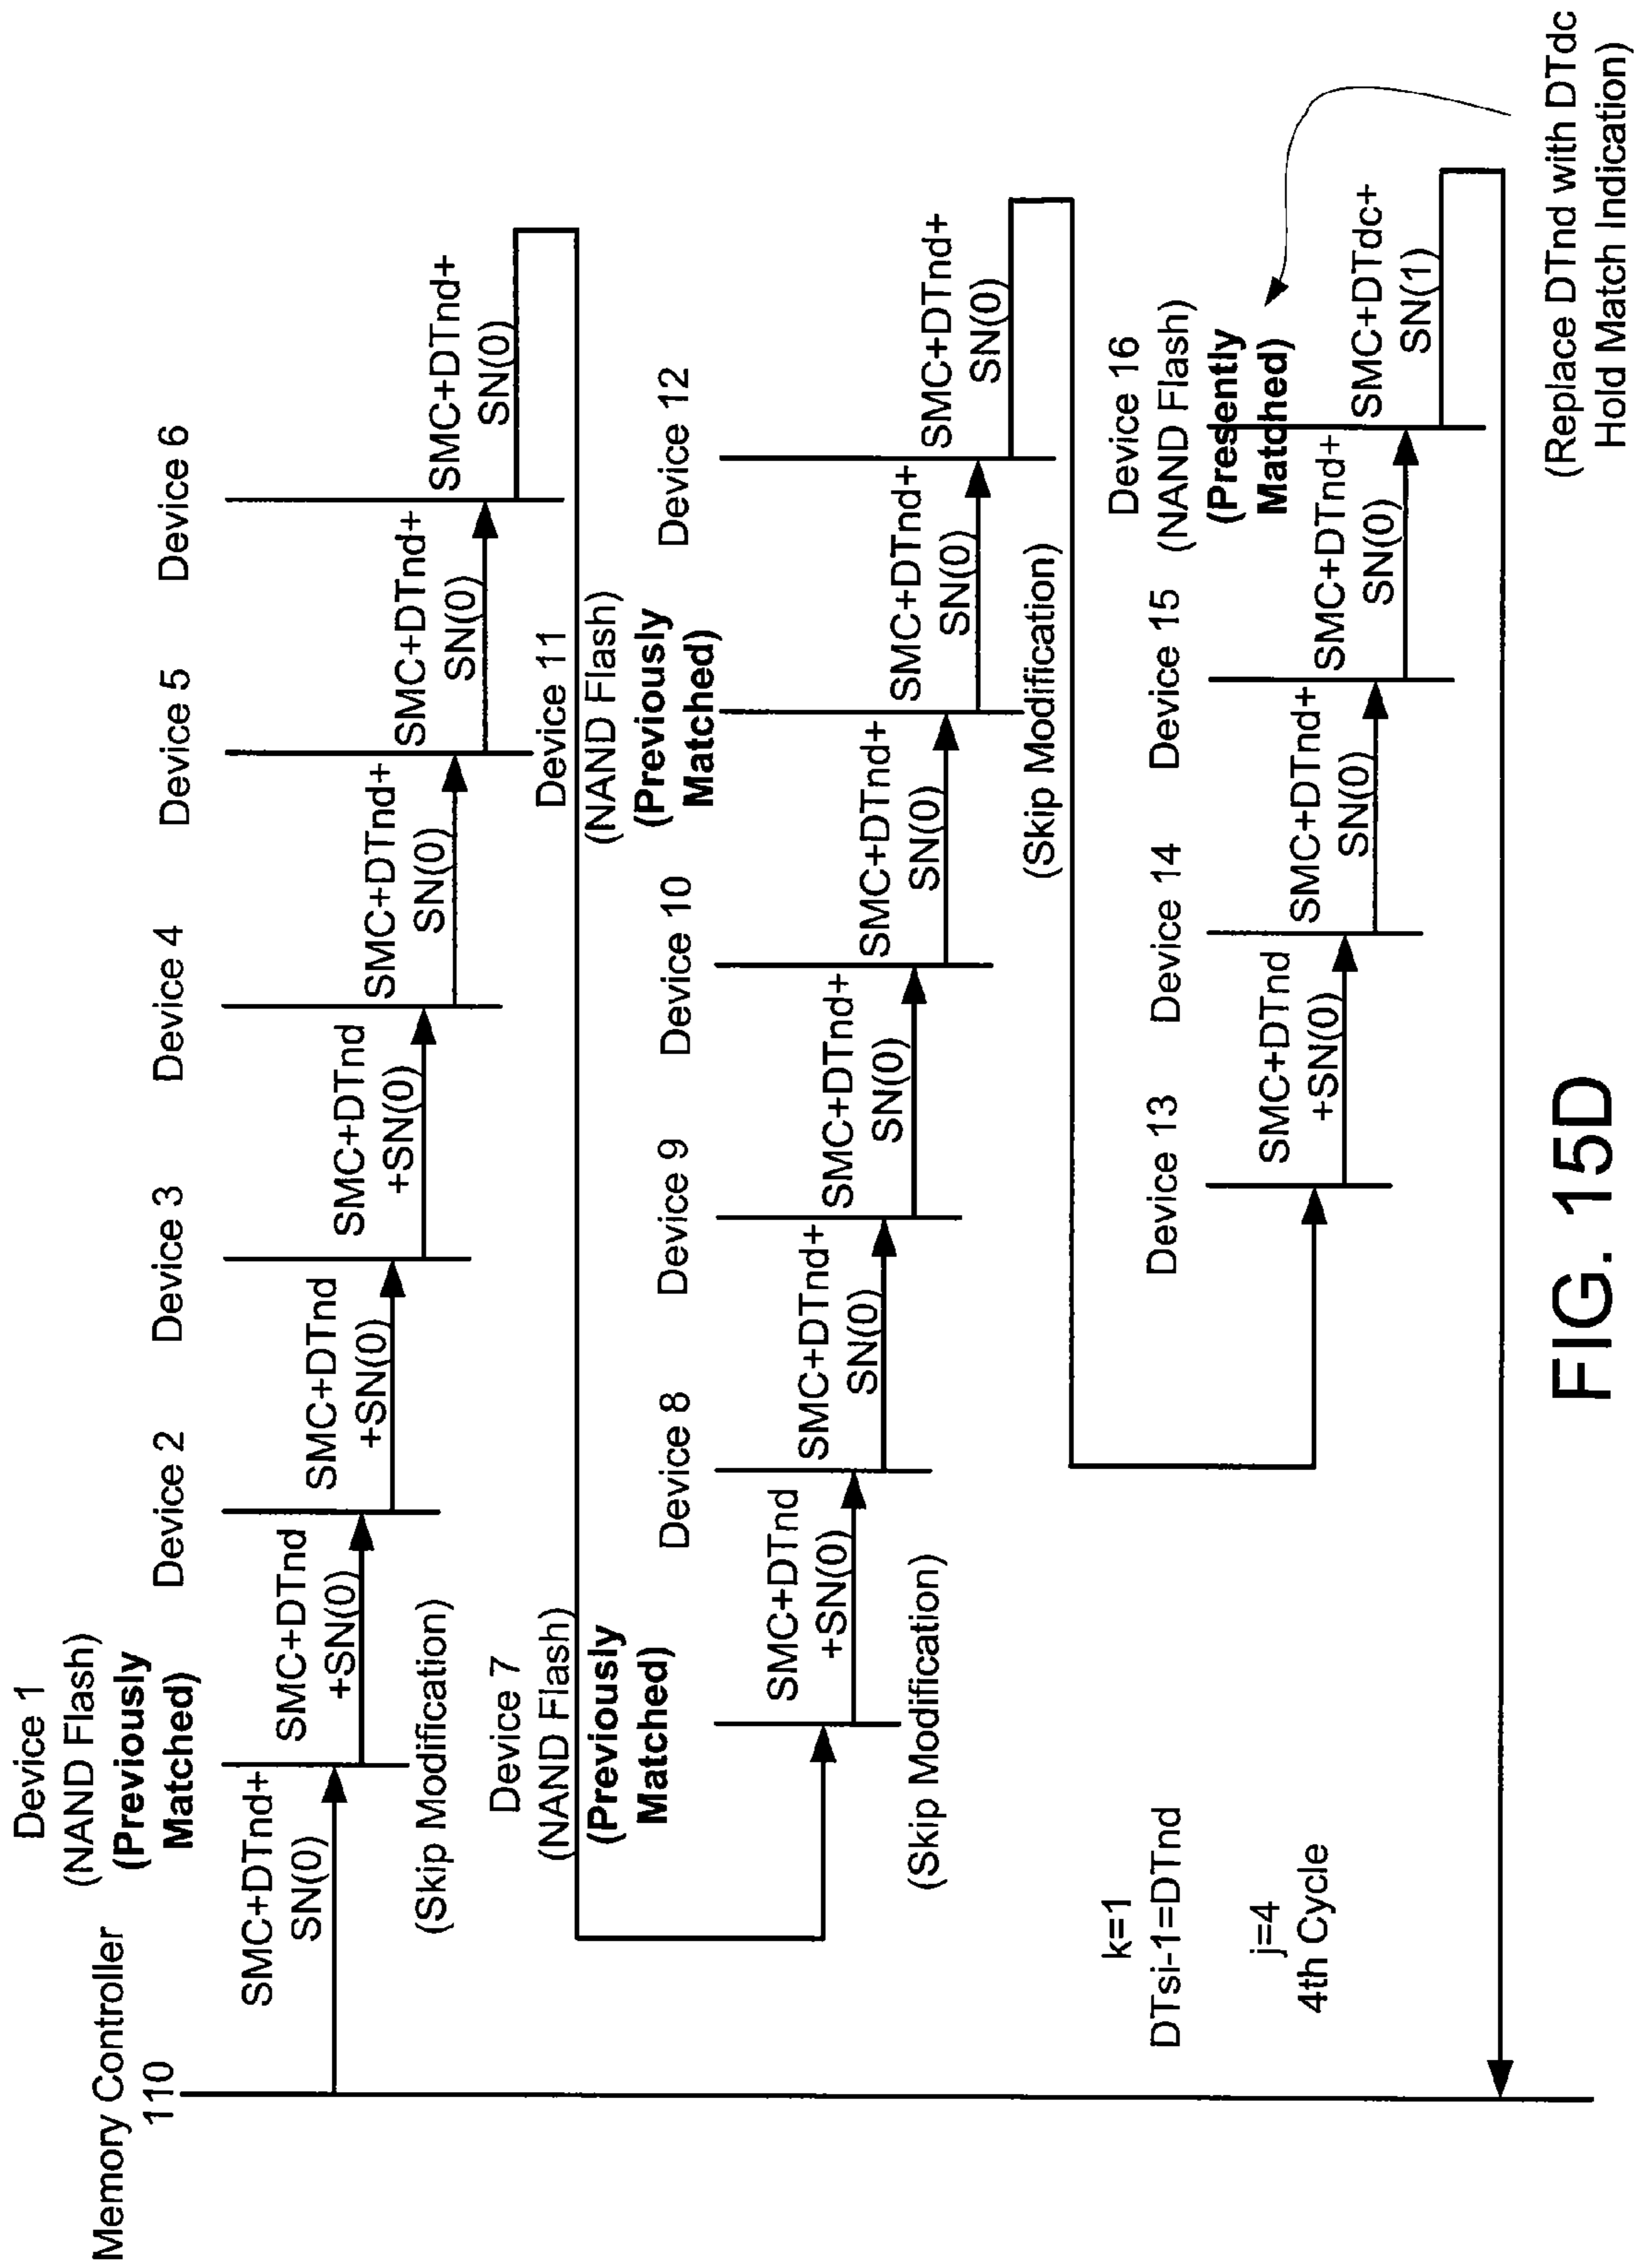 Memory Controller
110
Device 1
(NAND Flash)
(Previously
Matched)
Device 2
Device 3
Device 4
Device 5
Device 6
SMC+DTnd+
SN(0)
SMC+DTnd
+SN(0)
SMC+DTnd
+SN(0)
SMC+DTnd
+SN(0)
SMC+DTnd+
SN(0)
SMC+DTnd+
SN(0)
SMC+DTnd+
SN(0)
(Skip Modification)
Device 7
(NAND Flash)
(Previously
Matched)
Device 8
Device 9
Device 10
Device 11
(NAND Flash)
(Previously
Matched)
Device 12
SMC+DTnd
+SN(0)
SMC+DTnd+
SN(0)
SMC+DTnd+
SN(0)
SMC+DTnd+
SN(0)
SMC+DTnd+
SN(0)
SMC+DTnd+
SN(0)
(Skip Modification)
(Skip Modification)
k=1
DTsi-1=DTnd
j=4
4th Cycle
Device 13
Device 14
Device 15
Device 16
(NAND Flash)
(Presently
Matched)
SMC+DTnd
+SN(0)
SMC+DTnd+
SN(0)
SMC+DTnd+
SN(0)
SMC+DTdc+
SN(1)
(Replace DTnd with DTdc
Hold Match Indication)
FIG. 15D